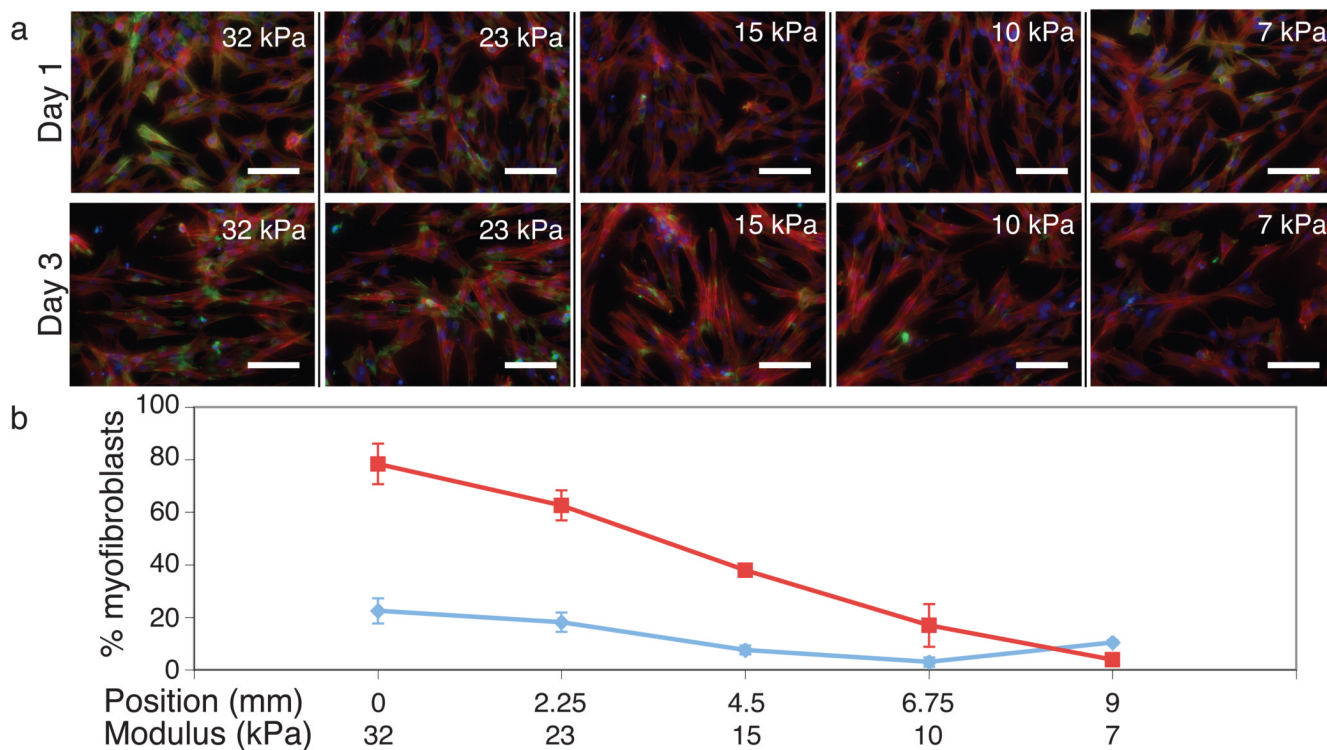 a
Day 1
32 kPa
23 kPa
15 kPa
10 kPa
7 kPa
Day 3
32 kPa
23 kPa
15 kPa
10 kPa
7 kPa
b
% myofibroblasts
100
80
60
40
20
0
Position (mm) 0 2.25 4.5 6.75 9
Modulus (kPa) 32 23 15 10 7